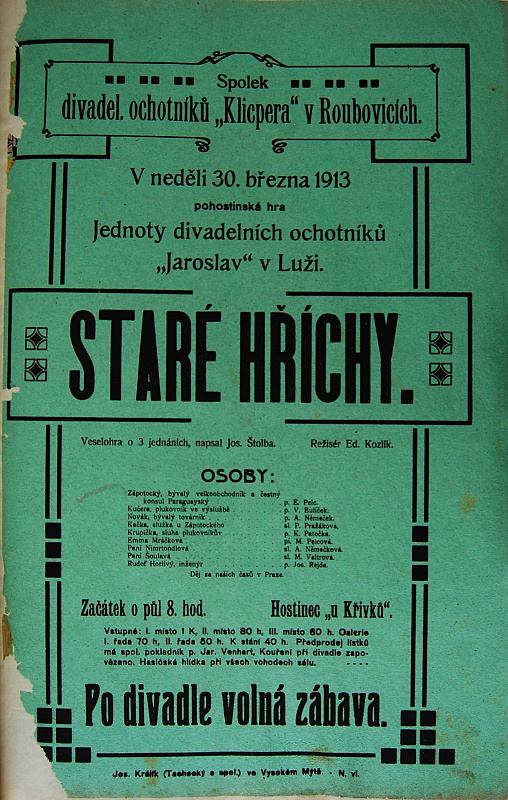 Spolek
divadel. ochotníků „Klicpera“ v Roubovicích.
V neděli 30. března 1913
pohostinská hra
Jednoty divadelních ochotníků
„Jaroslav“ v Luži.
STARÉ HŘÍCHY.
Veselohra o 3 jednáních, napsal Jos. Štolba. Režisér Ed. Kozlík.
OSOBY:
Zápotocký, bývalý velkoobchodník a čestný
konsul Paraguayský . p. E. Pelc.
Kučera, plukovník ve výslužbě . p. V. Bulíček.
Novák, bývalý továrník . p. A. Němeček.
Kačka, služka u Zápotockého sl. P. Pražáková.
Krupička, sluha plukovníkův . p. K. Patočka.
Emma Mráčkova pí. M. Pelcová.
Paní Nimrtondlová sl. A. Němečková.
Paní Šoulavá sl. M. Valtrová.
Rudolf Horlivý, inženýr p. Jos. Rejda.
Děj za našich časů v Praze.
Začátek o půl 8. hod. Hostinec „u Křivků“.
Vstupné: I. místo 1 K, II. místo 80 h, III. místo 60 h. Galerie
I. řada 70 h, II. řada 50 h. K stání 40 h. Předprodej lístků
má spol. pokladník p. Jar. Venhart, Kouření při divadle zapo-
vězeno. Hasičská hlídka při všech vchodech sálu. - - - -
Po divadle volná zábava.
Jos. Králík (Tschecký a spol.) ve Vysokém Mýtě. - N. vl.